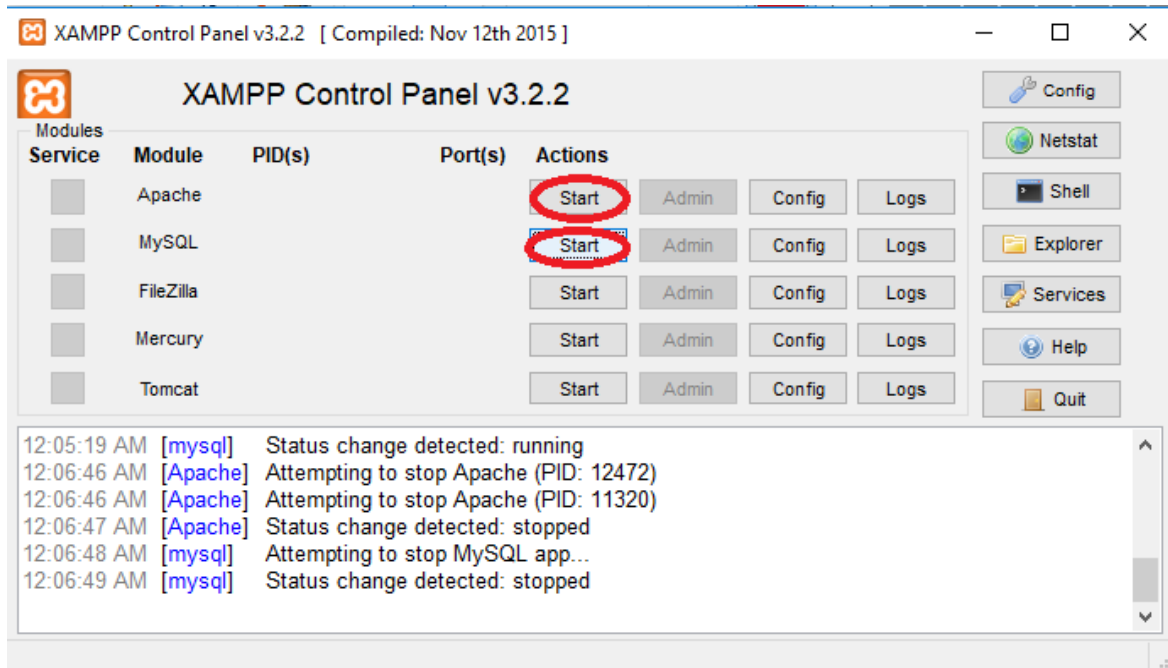 XAMPP Control Panel v3.2.2 [ Compiled: Nov 12th 2015 ]
XAMPP Control Panel v3.2.2
Config
Modules
Service Module PID(s) Port(s) Actions
Netstat
Apache Start Admin Config Logs
Shell
MySQL Start Admin Config Logs
Explorer
FileZilla Start Admin Config Logs
Services
Mercury Start Admin Config Logs
Help
Tomcat Start Admin Config Logs
Quit
12:05:19 AM [mysql] Status change detected: running
12:06:46 AM [Apache] Attempting to stop Apache (PID: 12472)
12:06:46 AM [Apache] Attempting to stop Apache (PID: 11320)
12:06:47 AM [Apache] Status change detected: stopped
12:06:48 AM [mysql] Attempting to stop MySQL app...
12:06:49 AM [mysql] Status change detected: stopped